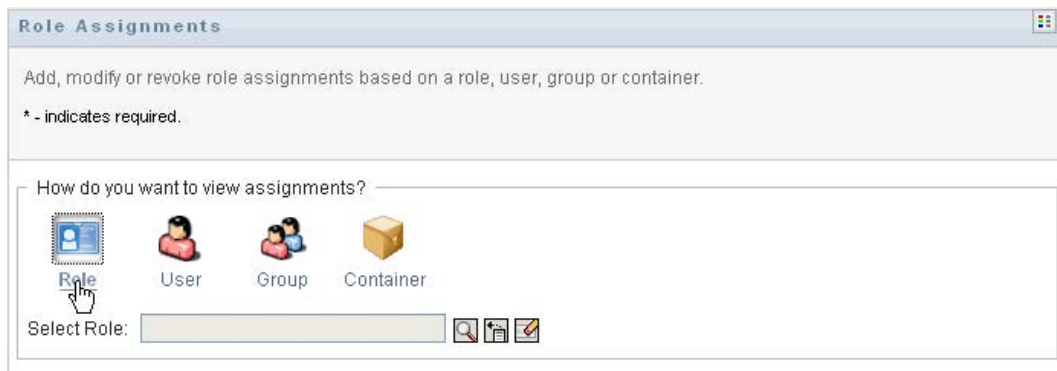 Role Assignments
Add, modify or revoke role assignments based on a role, user, group or container.
* - indicates required.
How do you want to view assignments?
Role User Group Container
Select Role: